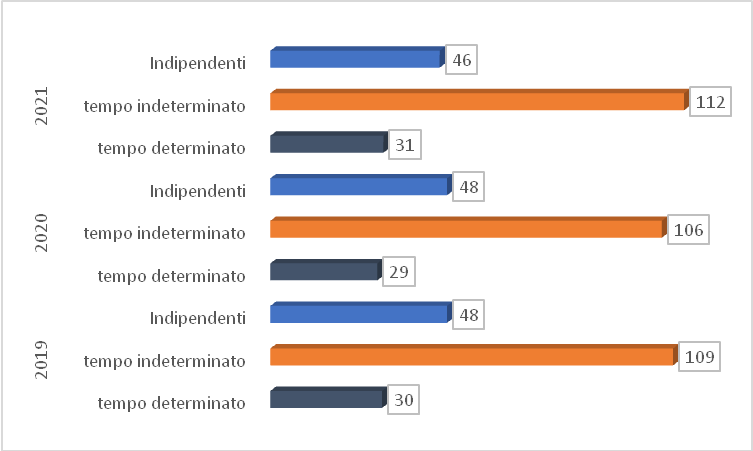 2021
Indipendenti 46
tempo indeterminato 112
tempo determinato 31
2020
Indipendenti 48
tempo indeterminato 106
tempo determinato 29
2019
Indipendenti 48
tempo indeterminato 109
tempo determinato 30